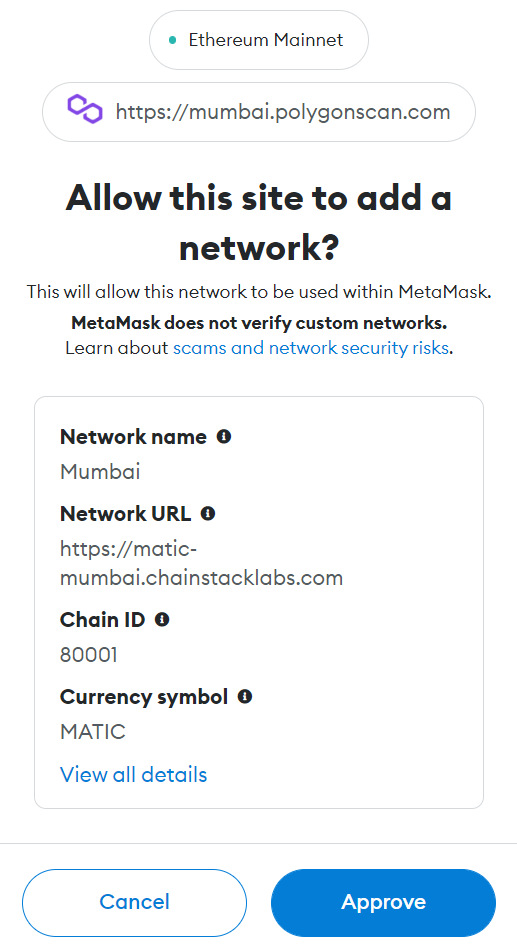 Ethereum Mainnet
https://mumbai.polygonscan.com
Allow this site to add a
network?
This will allow this network to be used within MetaMask.
MetaMask does not verify custom networks.
Learn about scams and network security risks.
Network name
Mumbai
Network URL
https://matic-
mumbai.chainstacklabs.com
Chain ID
80001
Currency symbol
MATIC
View all details
Cancel
Approve